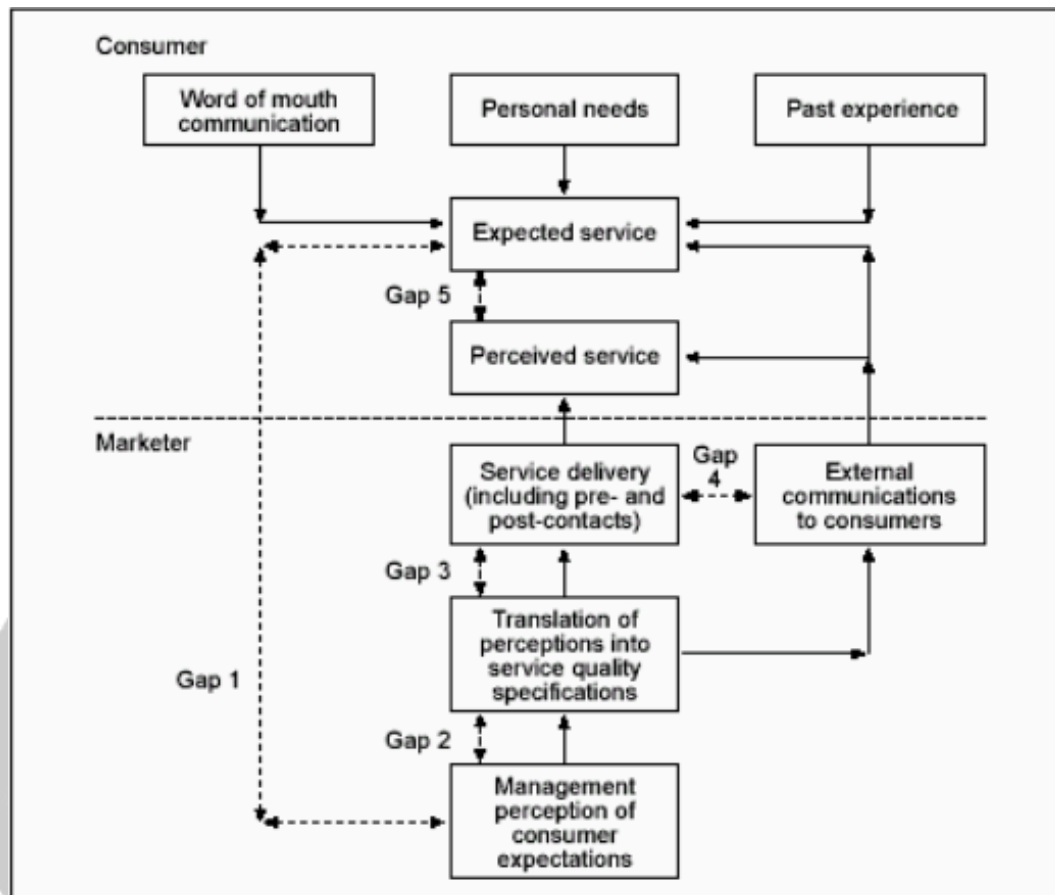 Consumer
Word of mouth
communication
Personal needs
Past experience
Expected service
Gap 5
Perceived service
Marketer
Service delivery
(including pre- and
post-contacts)
Gap
4
External
communications
to consumers
Gap 3
Translation of
perceptions into
service quality
specifications
Gap 1
Gap 2
Management
perception of
consumer
expectations